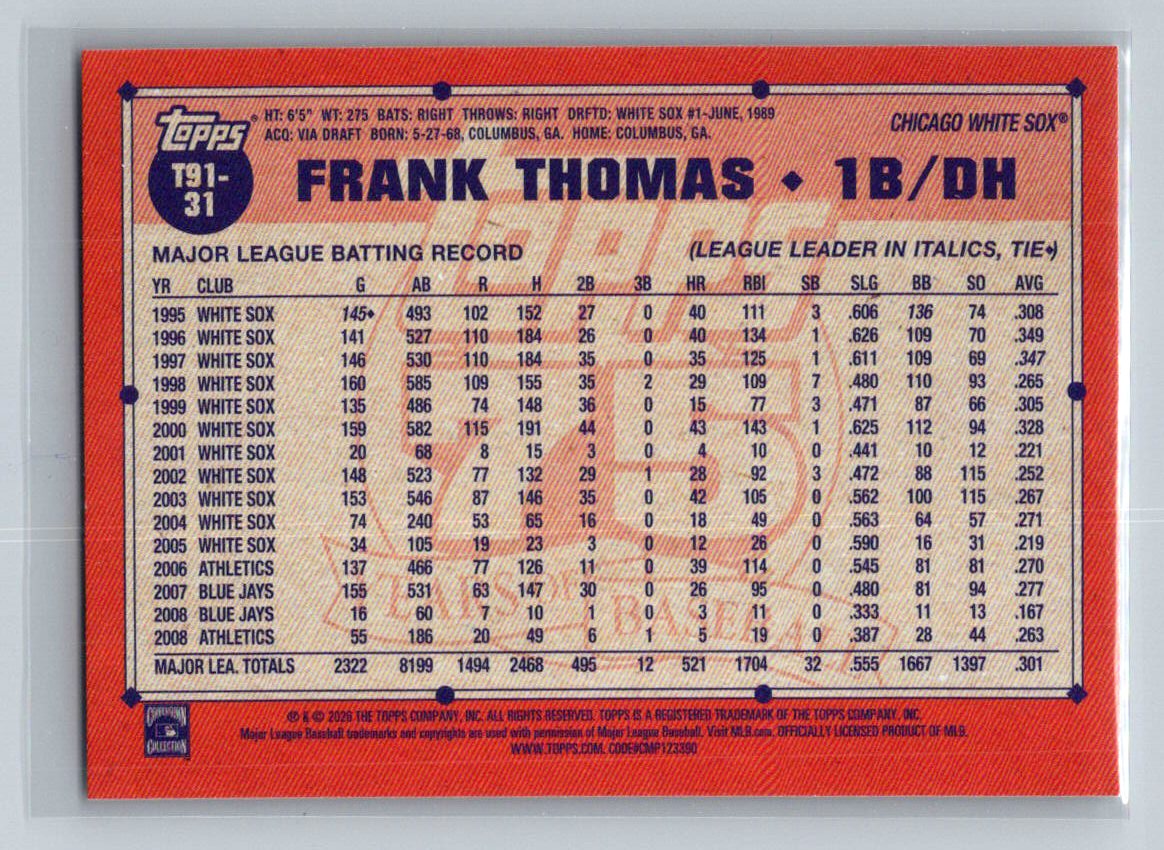 Topps® HT: 6'5" WT: 275 BATS: RIGHT THROWS: RIGHT DRFTD: WHITE SOX #1-JUNE, 1989
ACQ: VIA DRAFT BORN: 5-27-68, COLUMBUS, GA. HOME: COLUMBUS, GA.
CHICAGO WHITE SOX®
T91-
31
FRANK THOMAS ♦ 1B/DH
MAJOR LEAGUE BATTING RECORD (LEAGUE LEADER IN ITALICS, TIE♦)
YR CLUB G AB R H 2B 3B HR RBI SB SLG BB SO AVG
1995 WHITE SOX 145♦ 493 102 152 27 0 40 111 3 .606 136 74 .308
1996 WHITE SOX 141 527 110 184 26 0 40 134 1 .626 109 70 .349
1997 WHITE SOX 146 530 110 184 35 0 35 125 1 .611 109 69 .347
1998 WHITE SOX 160 585 109 155 35 2 29 109 7 .480 110 93 .265
1999 WHITE SOX 135 486 74 148 36 0 15 77 3 .471 87 66 .305
2000 WHITE SOX 159 582 115 191 44 0 43 143 1 .625 112 94 .328
2001 WHITE SOX 20 68 8 15 3 0 4 10 0 .441 10 12 .221
2002 WHITE SOX 148 523 77 132 29 1 28 92 3 .472 88 115 .252
2003 WHITE SOX 153 546 87 146 35 0 42 105 0 .562 100 115 .267
2004 WHITE SOX 74 240 53 65 16 0 18 49 0 .563 64 57 .271
2005 WHITE SOX 34 105 19 23 3 0 12 26 0 .590 16 31 .219
2006 ATHLETICS 137 466 77 126 11 0 39 114 0 .545 81 81 .270
2007 BLUE JAYS 155 531 63 147 30 0 26 95 0 .480 81 94 .277
2008 BLUE JAYS 16 60 7 10 1 0 3 11 0 .333 11 13 .167
2008 ATHLETICS 55 186 20 49 6 1 5 19 0 .387 28 44 .263
MAJOR LEA. TOTALS 2322 8199 1494 2468 495 12 521 1704 32 .555 1667 1397 .301
Topps
75
YEARS OF BASEBALL
COOPERSTOWN
COLLECTION
® & © 2026 THE TOPPS COMPANY, INC. ALL RIGHTS RESERVED. TOPPS IS A REGISTERED TRADEMARK OF THE TOPPS COMPANY, INC.
Major League Baseball trademarks and copyrights are used with permission of Major League Baseball. Visit MLB.com. OFFICIALLY LICENSED PRODUCT OF MLB.
WWW.TOPPS.COM. CODE#CMP123390